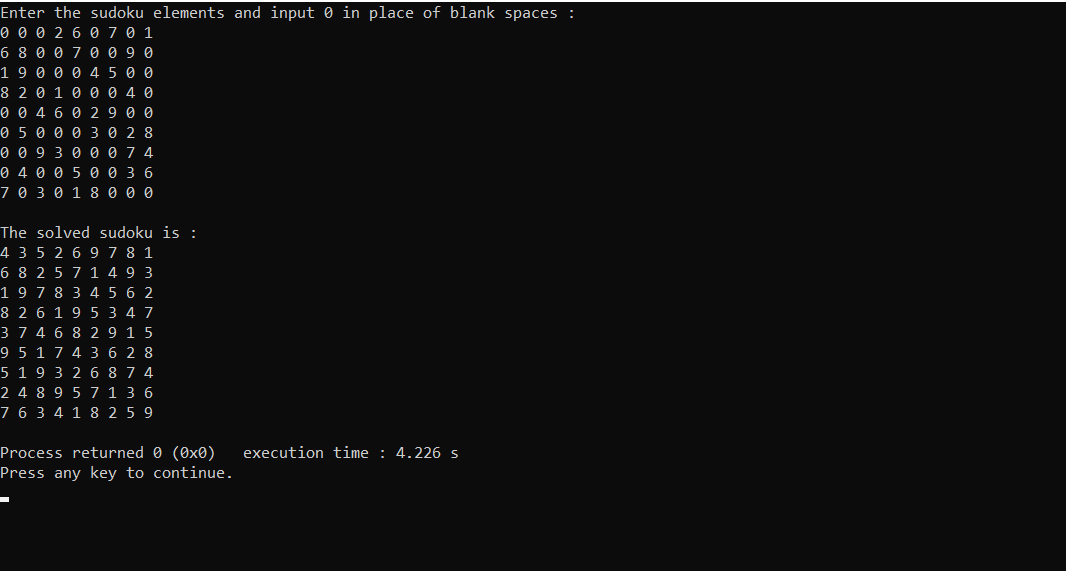 Enter the sudoku elements and input 0 in place of blank spaces :
0 0 0 2 6 0 7 0 1
6 8 0 0 7 0 0 9 0
1 9 0 0 0 4 5 0 0
8 2 0 1 0 0 0 4 0
0 0 4 6 0 2 9 0 0
0 5 0 0 0 3 0 2 8
0 0 9 3 0 0 0 7 4
0 4 0 0 5 0 0 3 6
7 0 3 0 1 8 0 0 0
The solved sudoku is :
4 3 5 2 6 9 7 8 1
6 8 2 5 7 1 4 9 3
1 9 7 8 3 4 5 6 2
8 2 6 1 9 5 3 4 7
3 7 4 6 8 2 9 1 5
9 5 1 7 4 3 6 2 8
5 1 9 3 2 6 8 7 4
2 4 8 9 5 7 1 3 6
7 6 3 4 1 8 2 5 9
Process returned 0 (0x0)   execution time : 4.226 s
Press any key to continue.